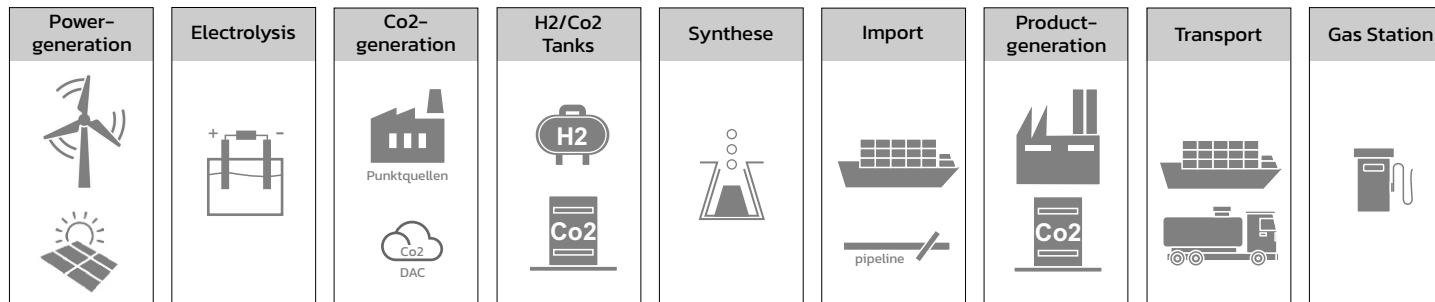 Power-
generation
Electrolysis
+ -
Co2-
generation
Punktquellen
Co2
DAC
H2/Co2
Tanks
H2
Co2
Synthese
Import
pipeline
Product-
generation
Co2
Transport
Gas Station